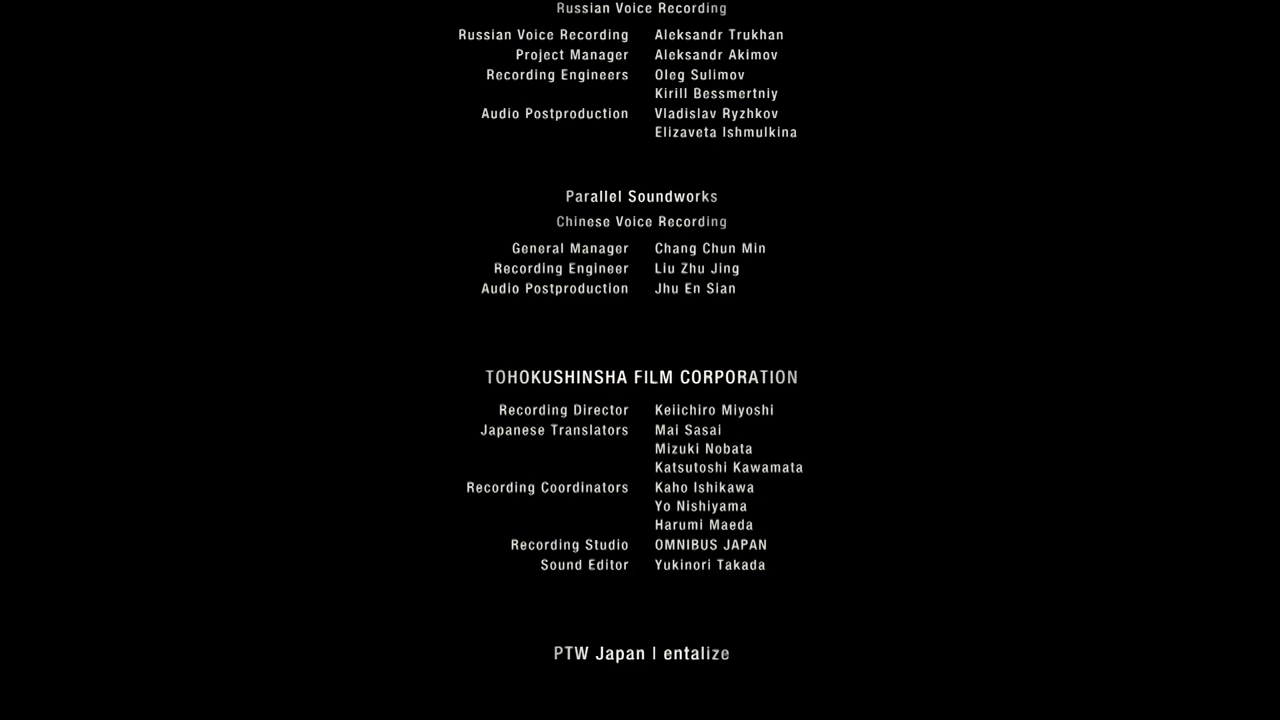 Russian Voice Recording
Russian Voice Recording Aleksandr Trukhan
Project Manager Aleksandr Akimov
Recording Engineers Oleg Sulimov
Kirill Bessmertniy
Audio Postproduction Vladislav Ryzhkov
Elizaveta Ishmulkina
Parallel Soundworks
Chinese Voice Recording
General Manager Chang Chun Min
Recording Engineer Liu Zhu Jing
Audio Postproduction Jhu En Sian
TOHOKUSHINSHA FILM CORPORATION
Recording Director Keiichiro Miyoshi
Japanese Translators Mai Sasai
Mizuki Nobata
Katsutoshi Kawamata
Recording Coordinators Kaho Ishikawa
Yo Nishiyama
Harumi Maeda
Recording Studio OMNIBUS JAPAN
Sound Editor Yukinori Takada
PTW Japan | entalize